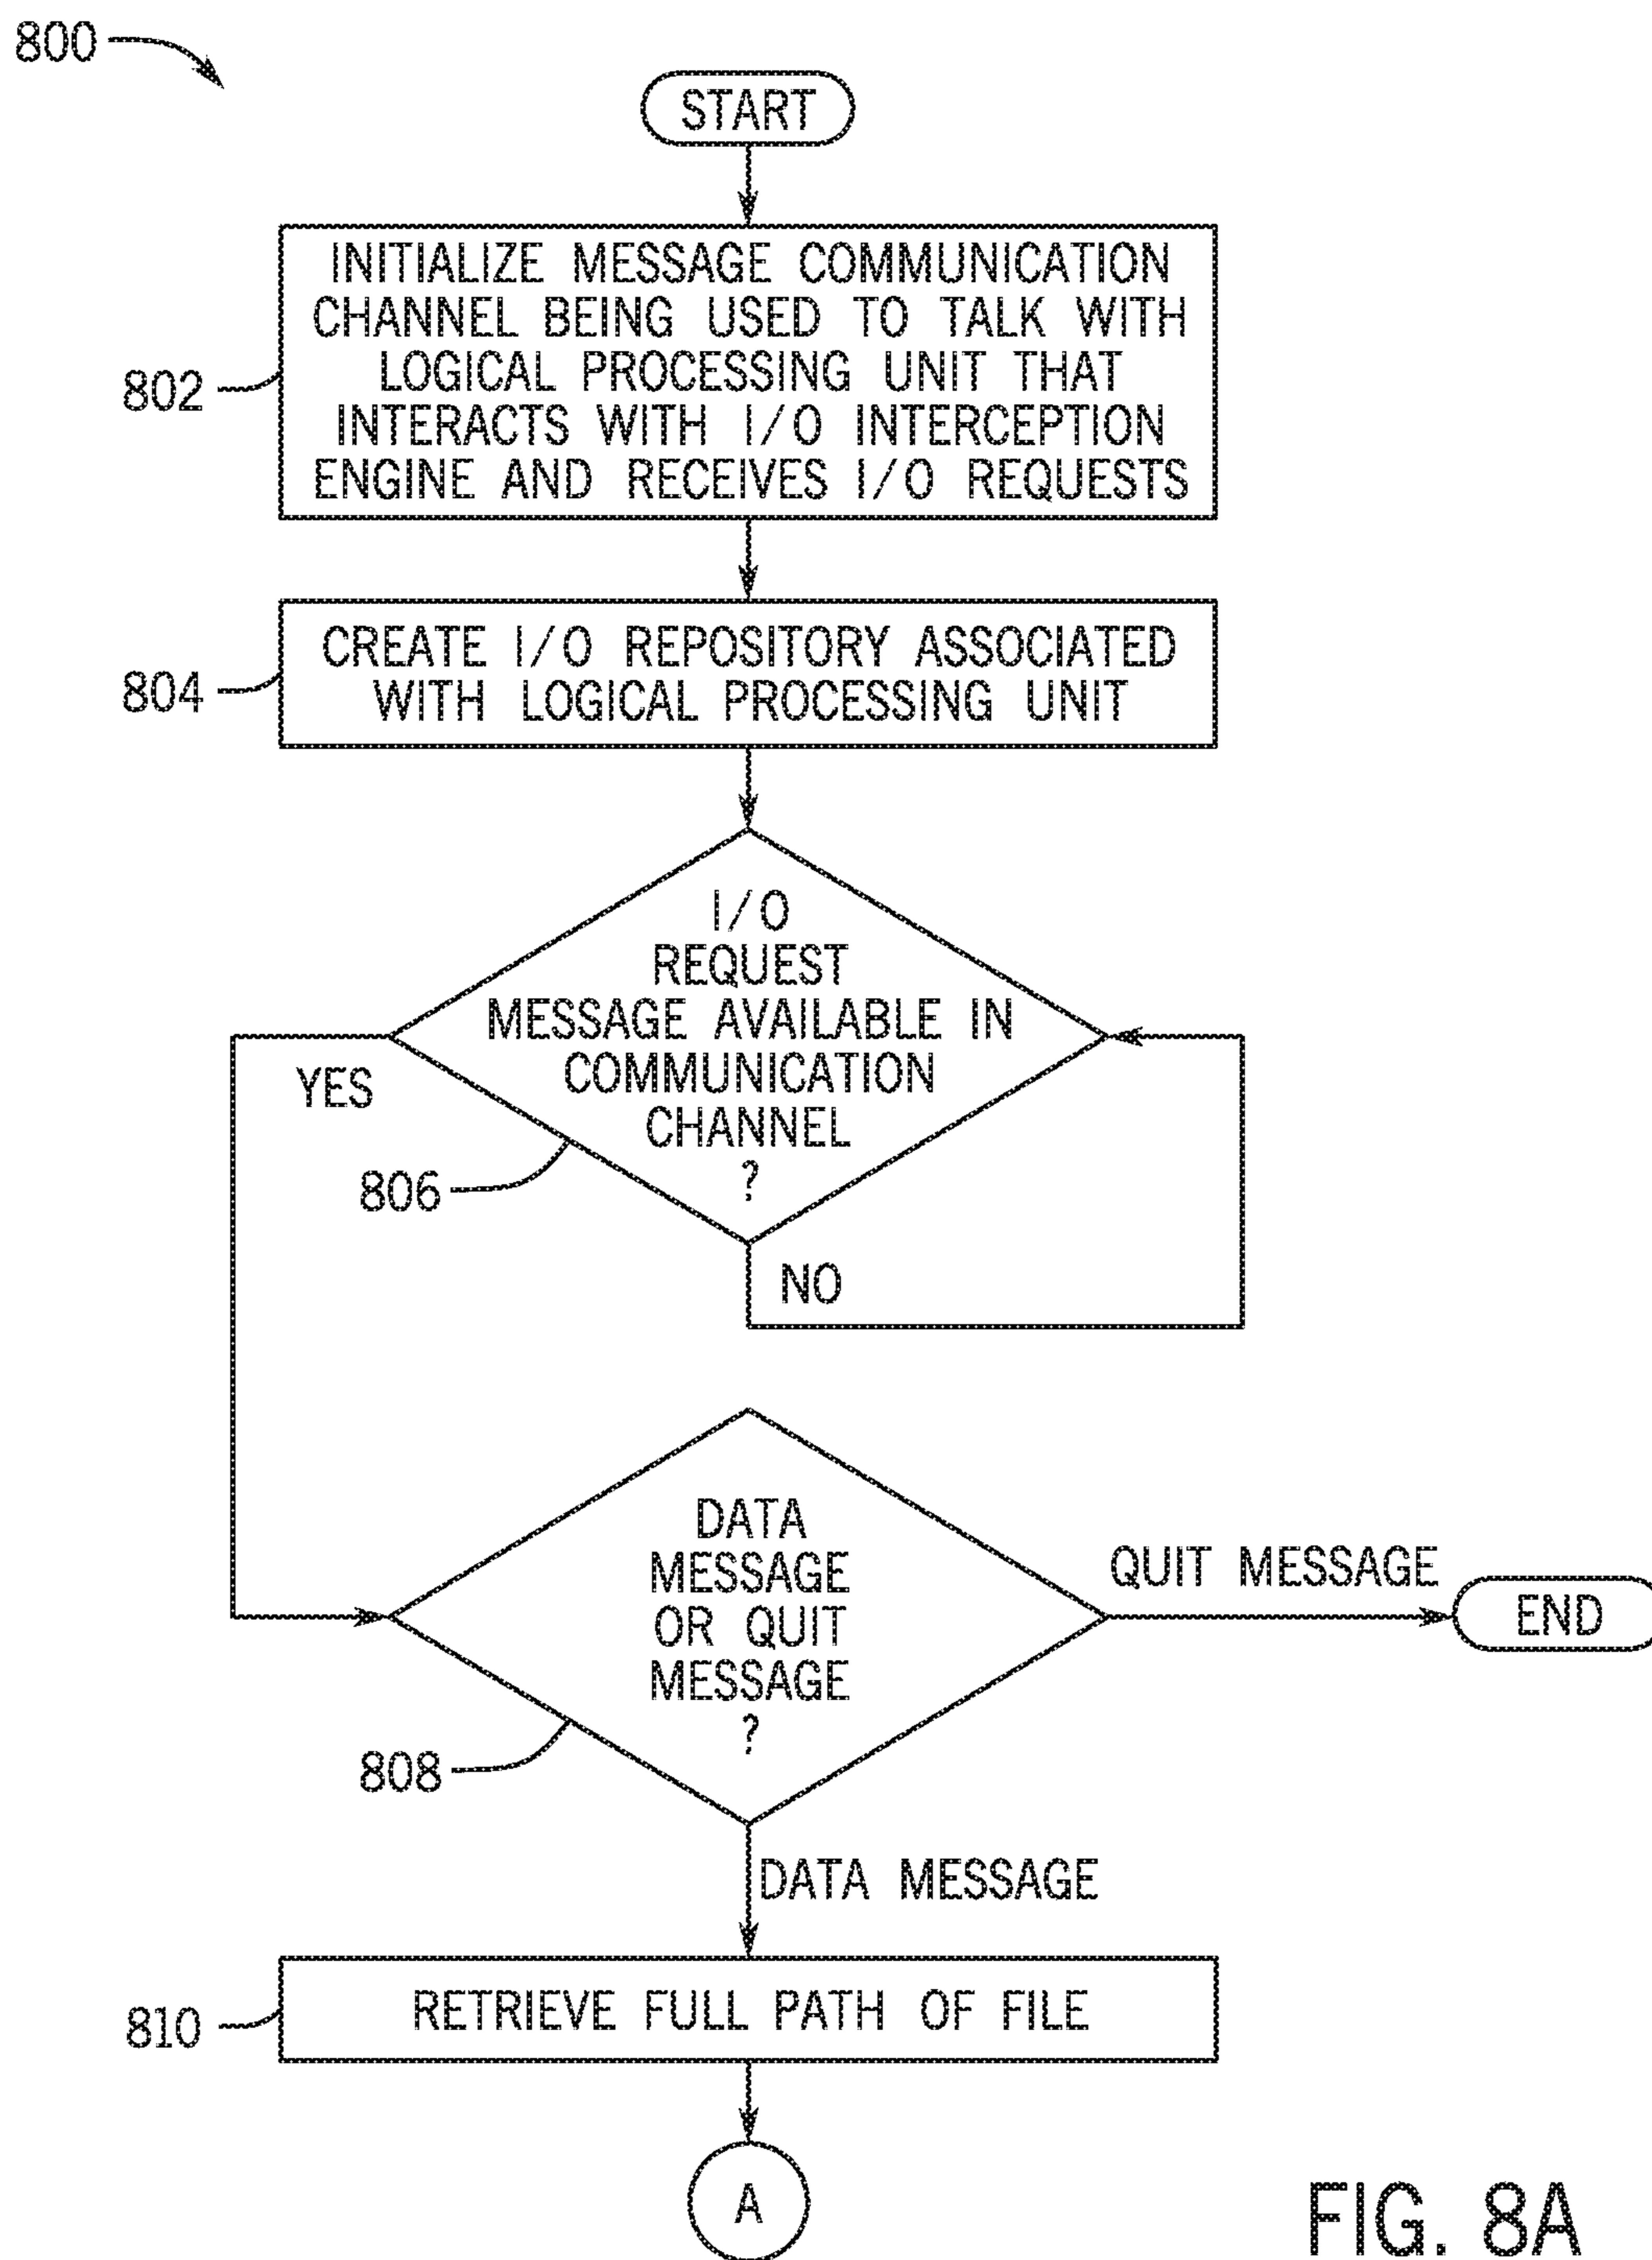 800
START
INITIALIZE MESSAGE COMMUNICATION
CHANNEL BEING USED TO TALK WITH
LOGICAL PROCESSING UNIT THAT
INTERACTS WITH I/O INTERCEPTION
ENGINE AND RECEIVES I/O REQUESTS
802
CREATE I/O REPOSITORY ASSOCIATED
WITH LOGICAL PROCESSING UNIT
804
I/O
REQUEST
MESSAGE AVAILABLE IN
COMMUNICATION
CHANNEL
?
YES
806
NO
DATA
MESSAGE
OR QUIT
MESSAGE
?
QUIT MESSAGE
END
808
DATA MESSAGE
RETRIEVE FULL PATH OF FILE
810
A
FIG. 8A